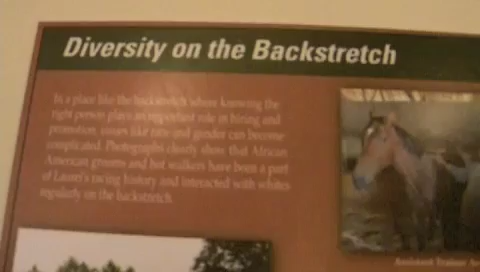 Diversity on the Backstretch
In a place like the backstretch where knowing the
right person plays an important role in hiring and
promotion, issues like race and gender can become
complicated. Photographs clearly show that African
American grooms and hot walkers have been a part
of Laurel's racing history and interacted with whites
regularly on the backstretch.
Assistant Trainer